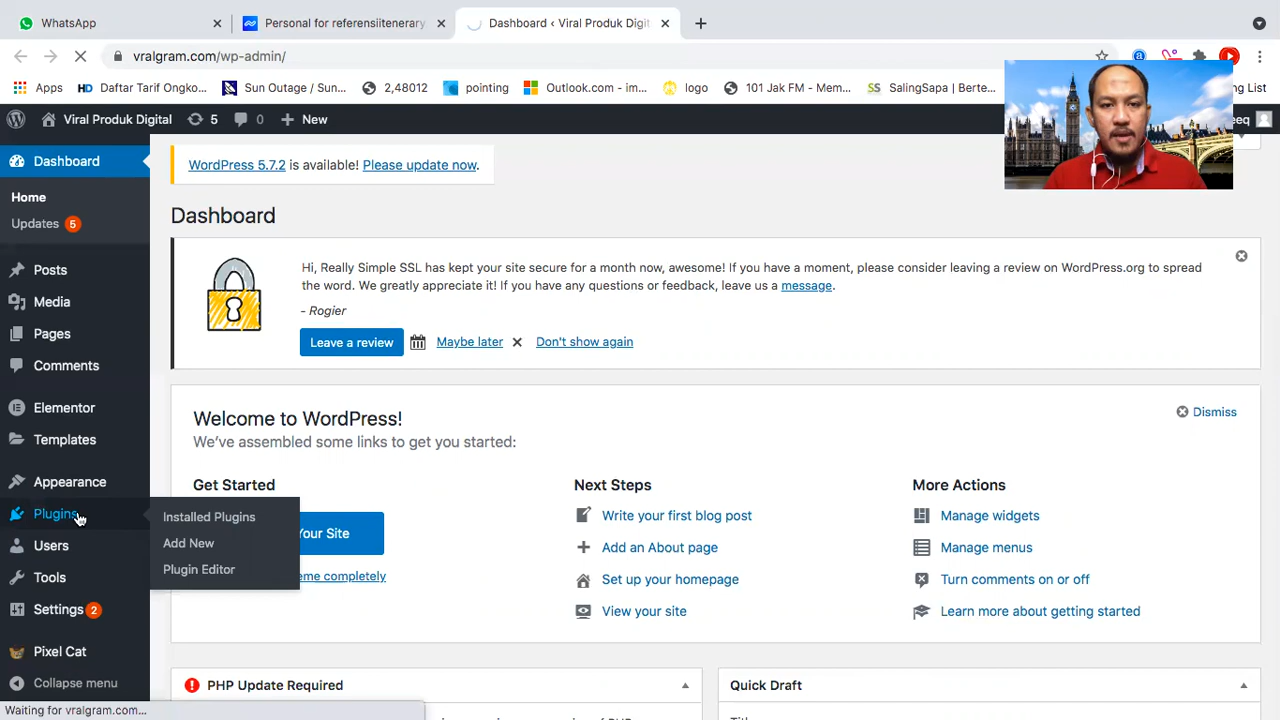 WhatsApp
Personal for referensiitenerary
Dashboard ‹ Viral Produk Digit
vralgram.com/wp-admin/
Apps
HD Daftar Tarif Ongko...
Sun Outage / Sun...
2,48012
pointing
Outlook.com - im...
logo
101 Jak FM - Mem...
SS SalingSapa | Berte...
ng List
Viral Produk Digital
5
0
New
eeq
Dashboard
Home
Updates 5
Posts
Media
Pages
Comments
Elementor
Templates
Appearance
Plugins
Users
Tools
Settings 2
Pixel Cat
Collapse menu
Installed Plugins
Add New
Plugin Editor
WordPress 5.7.2 is available! Please update now.
Dashboard
Hi, Really Simple SSL has kept your site secure for a month now, awesome! If you have a moment, please consider leaving a review on WordPress.org to spread
the word. We greatly appreciate it! If you have any questions or feedback, leave us a message.
- Rogier
Leave a review
Maybe later
Don't show again
Welcome to WordPress!
We've assembled some links to get you started:
Dismiss
Get Started
Your Site
eme completely
Next Steps
Write your first blog post
Add an About page
Set up your homepage
View your site
More Actions
Manage widgets
Manage menus
Turn comments on or off
Learn more about getting started
PHP Update Required
Quick Draft
Waiting for vralgram.com...